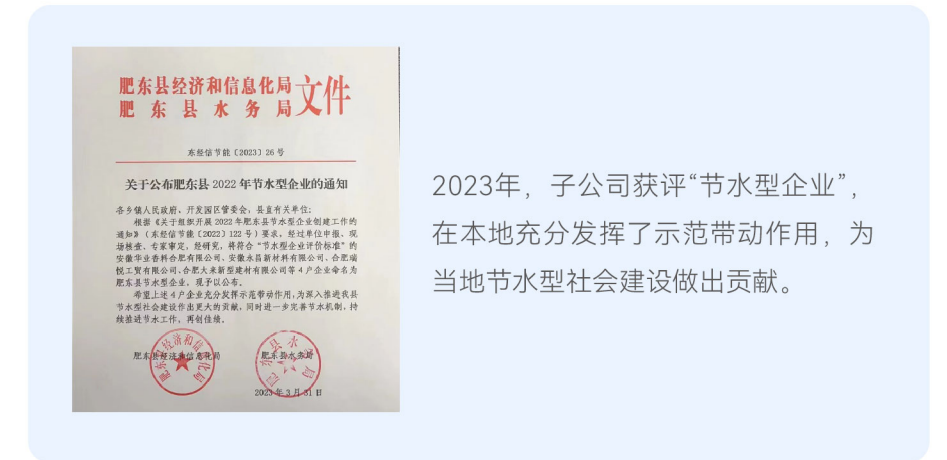 肥东县经济和信息化局
肥东县水务局
文件
东经信节能〔2023〕26号
关于公布肥东县2022年节水型企业的通知
各乡镇人民政府，开发园区管委会，县直有关单位：
根据《关于组织开展2022年肥东县节水型企业创建工作的
通知》（东经信节能〔2022〕122号）要求，经过单位申报、现
场核查、专家审定，经研究，将符合“节水型企业评价标准”的
安徽华业香料合肥有限公司、安徽永昌新材料有限公司、合肥瑞
悦工贸有限公司、合肥大来新型建材有限公司等4户企业命名为
肥东县节水型企业，现予以公布。
希望上述4户企业充分发挥示范带动作用，为深入推进我县
节水型社会建设作出更大的贡献，同时进一步完善节水机制，持
续推进节水工作，再创佳绩。
肥东县经济和信息化局
肥东县水务局
2023年3月31日
2023年，子公司获评“节水型企业”，
在本地充分发挥了示范带动作用，为
当地节水型社会建设做出贡献。